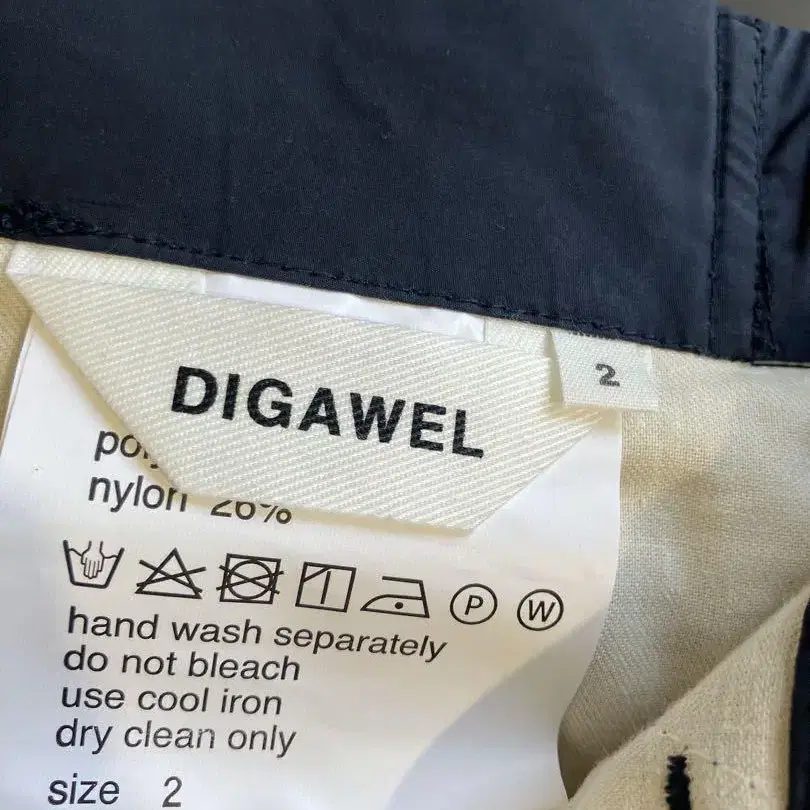 DIGAWEL
2
nylon 26%
P W
hand wash separately
do not bleach
use cool iron
dry clean only
size 2